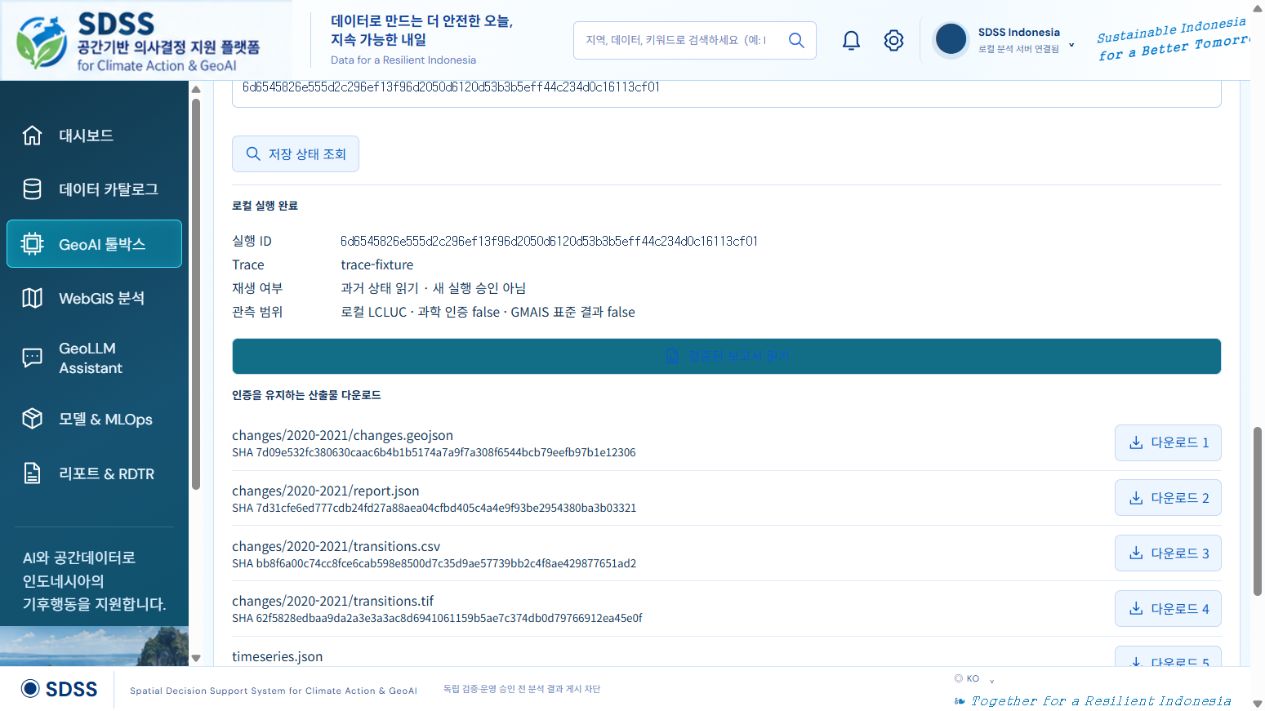 SDSS
공간기반 의사결정 지원 플랫폼
for Climate Action & GeoAI
데이터로 만드는 더 안전한 오늘,
지속 가능한 내일
Data for a Resilient Indonesia
지역, 데이터, 키워드로 검색하세요 (예:
SDSS Indonesia
로컬 분석 서버 연결됨
Sustainable Indonesia
for a Better Tomorr
대시보드
데이터 카탈로그
GeoAI 툴박스
WebGIS 분석
GeoLLM
Assistant
모델 & MLOps
리포트 & RDTR
AI와 공간데이터로
인도네시아의
기후행동을 지원합니다.
6d6545826e555d2c296ef13f96d2050d6120d53b3b5eff44c234d0c16113cf01
저장 상태 조회
로컬 실행 완료
실행 ID 6d6545826e555d2c296ef13f96d2050d6120d53b3b5eff44c234d0c16113cf01
Trace trace-fixture
재생 여부 과거 상태 읽기 · 새 실행 승인 아님
관측 범위 로컬 LCLUC · 과학 인증 false · GMAIS 표준 결과 false
검증된 보고서 열기
인증을 유지하는 산출물 다운로드
changes/2020-2021/changes.geojson
SHA 7d09e532fc380630caac6b4b1b5174a7a9f7a308f6544bcb79eefb97b1e12306
다운로드 1
changes/2020-2021/report.json
SHA 7d31cfe6ed777cdb24fd27a88aea04cfbd405c4a4e9f93be2954380ba3b03321
다운로드 2
changes/2020-2021/transitions.csv
SHA bb8f6a00c74cc8fce6cab598e8500d7c35d9ae57739bb2c4f8ae429877651ad2
다운로드 3
changes/2020-2021/transitions.tif
SHA 62f5828edbaa9da2a3e3a3ac8d6941061159b5ae7c374db0d79766912ea45e0f
다운로드 4
timeseries.json
다운로드 5
SDSS
Spatial Decision Support System for Climate Action & GeoAI
독립 검증·운영 승인 전 분석 결과 게시 차단
KO
Together for a Resilient Indonesia